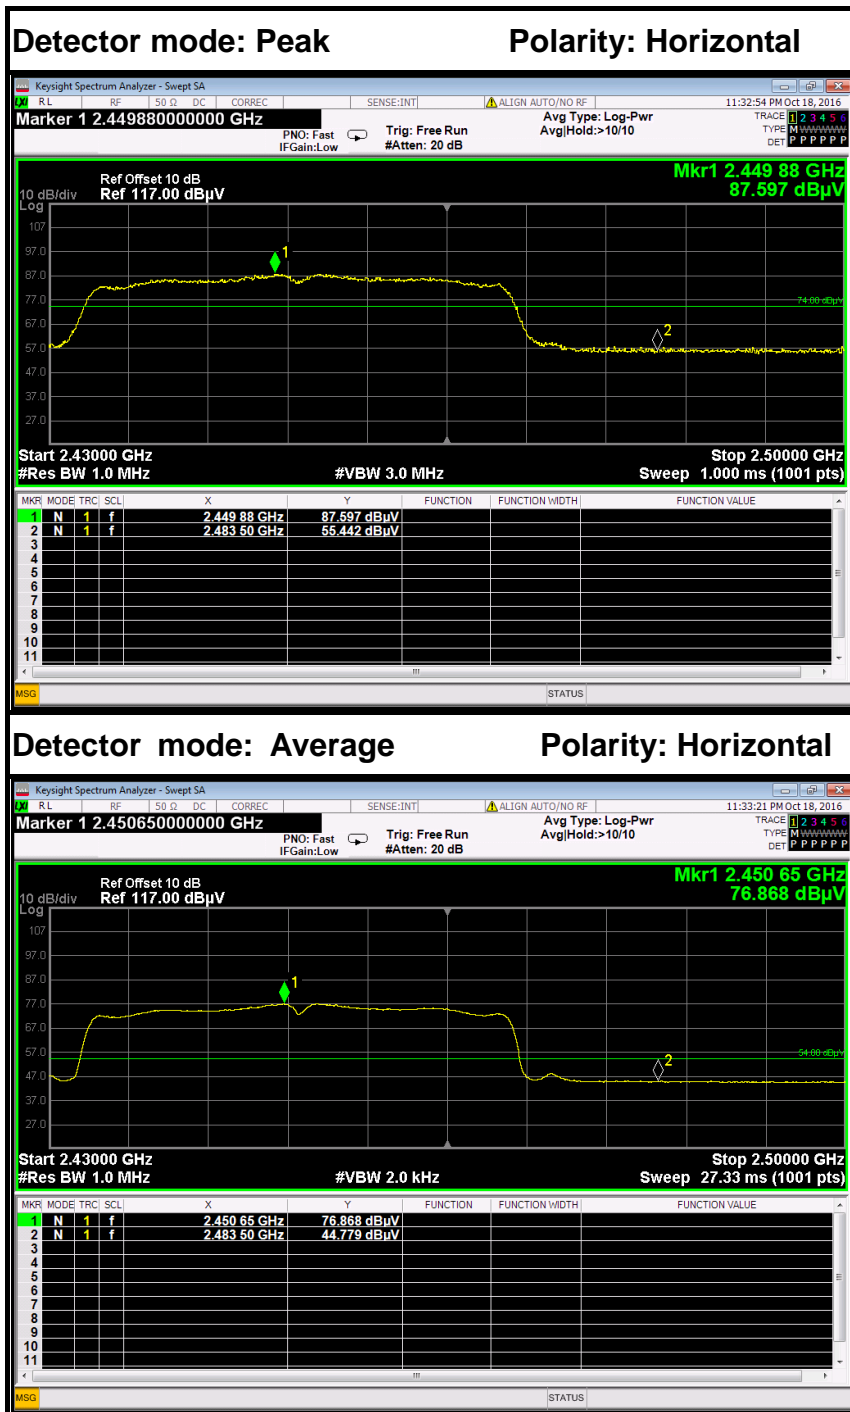 Detector mode: Peak Polarity: Horizontal
Keysight Spectrum Analyzer - Swept SA
LXI RL RF 50 Ω DC CORREC SENSE:INT ALIGN AUTO/NO RF 11:32:54 PM Oct 18, 2016
Marker 1 2.449880000000 GHz
PNO: Fast
IFGain:Low
Trig: Free Run
#Atten: 20 dB
Avg Type: Log-Pwr
Avg|Hold:>10/10
TRACE 1 2 3 4 5 6
TYPE M WWWWW
DET P P P P P P
Mkr1 2.449 88 GHz
87.597 dBµV
Ref Offset 10 dB
10 dB/div Ref 117.00 dBµV
Log
107
97.0
87.0
77.0
67.0
57.0
47.0
37.0
27.0
1
74.00 dBµV
2
Start 2.43000 GHz Stop 2.50000 GHz
#Res BW 1.0 MHz #VBW 3.0 MHz Sweep 1.000 ms (1001 pts)
MKR MODE TRC SCL X Y FUNCTION FUNCTION WIDTH FUNCTION VALUE
1 N 1 f 2.449 88 GHz 87.597 dBµV
2 N 1 f 2.483 50 GHz 55.442 dBµV
3
4
5
6
7
8
9
10
11
MSG STATUS
Detector mode: Average Polarity: Horizontal
Keysight Spectrum Analyzer - Swept SA
LXI RL RF 50 Ω DC CORREC SENSE:INT ALIGN AUTO/NO RF 11:33:21 PM Oct 18, 2016
Marker 1 2.450650000000 GHz
PNO: Fast
IFGain:Low
Trig: Free Run
#Atten: 20 dB
Avg Type: Log-Pwr
Avg|Hold:>10/10
TRACE 1 2 3 4 5 6
TYPE M WWWWW
DET P P P P P P
Mkr1 2.450 65 GHz
76.868 dBµV
Ref Offset 10 dB
10 dB/div Ref 117.00 dBµV
Log
107
97.0
87.0
77.0
67.0
57.0
47.0
37.0
27.0
1
54.00 dBµV
2
Start 2.43000 GHz Stop 2.50000 GHz
#Res BW 1.0 MHz #VBW 2.0 kHz Sweep 27.33 ms (1001 pts)
MKR MODE TRC SCL X Y FUNCTION FUNCTION WIDTH FUNCTION VALUE
1 N 1 f 2.450 65 GHz 76.868 dBµV
2 N 1 f 2.483 50 GHz 44.779 dBµV
3
4
5
6
7
8
9
10
11
MSG STATUS